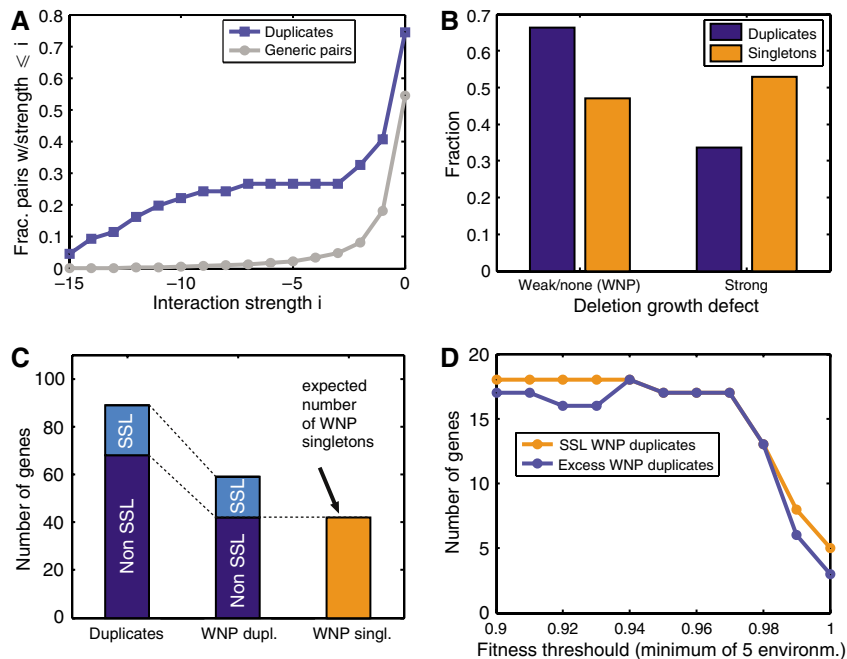 A
Frac. pairs w/strength ⩽ i
0.8
0.7
0.6
0.5
0.4
0.3
0.2
0.1
0
−15
−10
−5
0
Interaction strength i
Duplicates
Generic pairs
B
Fraction
0.7
0.6
0.5
0.4
0.3
0.2
0.1
0
Duplicates
Singletons
Weak/none (WNP)
Strong
Deletion growth defect
C
Number of genes
100
80
60
40
20
0
SSL
Non SSL
SSL
Non SSL
expected
number
of WNP
singletons
Duplicates
WNP dupl.
WNP singl.
D
Number of genes
20
15
10
5
0
SSL WNP duplicates
Excess WNP duplicates
0.9
0.92
0.94
0.96
0.98
1
Fitness threshould (minimum of 5 environm.)